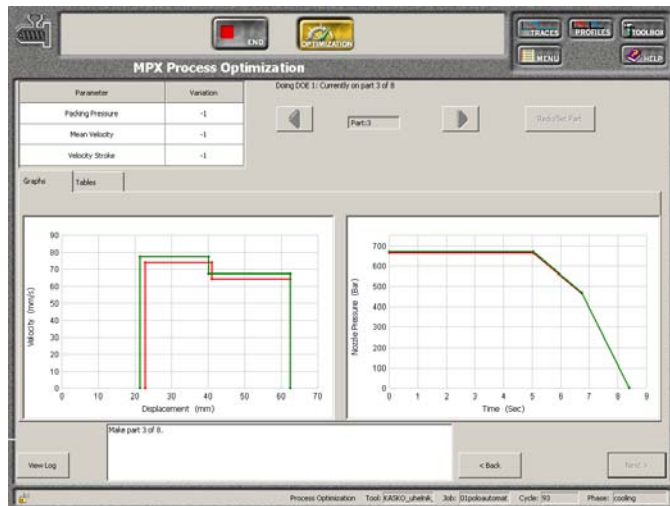 END
OPTIMIZATION
TRACES
PROFILES
TOOLBOX
MENU
HELP
MPX Process Optimization
Parameter Variation
Packing Pressure -1
Mean Velocity -1
Velocity Stroke -1
Doing DOE 1: Currently on part 3 of 8
Part:3
Redo/Set Part
Graphs Tables
Velocity (mm/s)
90
80
70
60
50
40
30
20
10
0
0 10 20 30 40 50 60 70
Displacement (mm)
Nozzle Pressure (Bar)
700
600
500
400
300
200
100
0
0 1 2 3 4 5 6 7 8 9
Time (Sec)
View Log
Make part 3 of 8.
< Back
Next >
Process Optimization Tool: KASKO_uhelnik, Job: 01poloautomat Cycle: 93 Phase: cooling